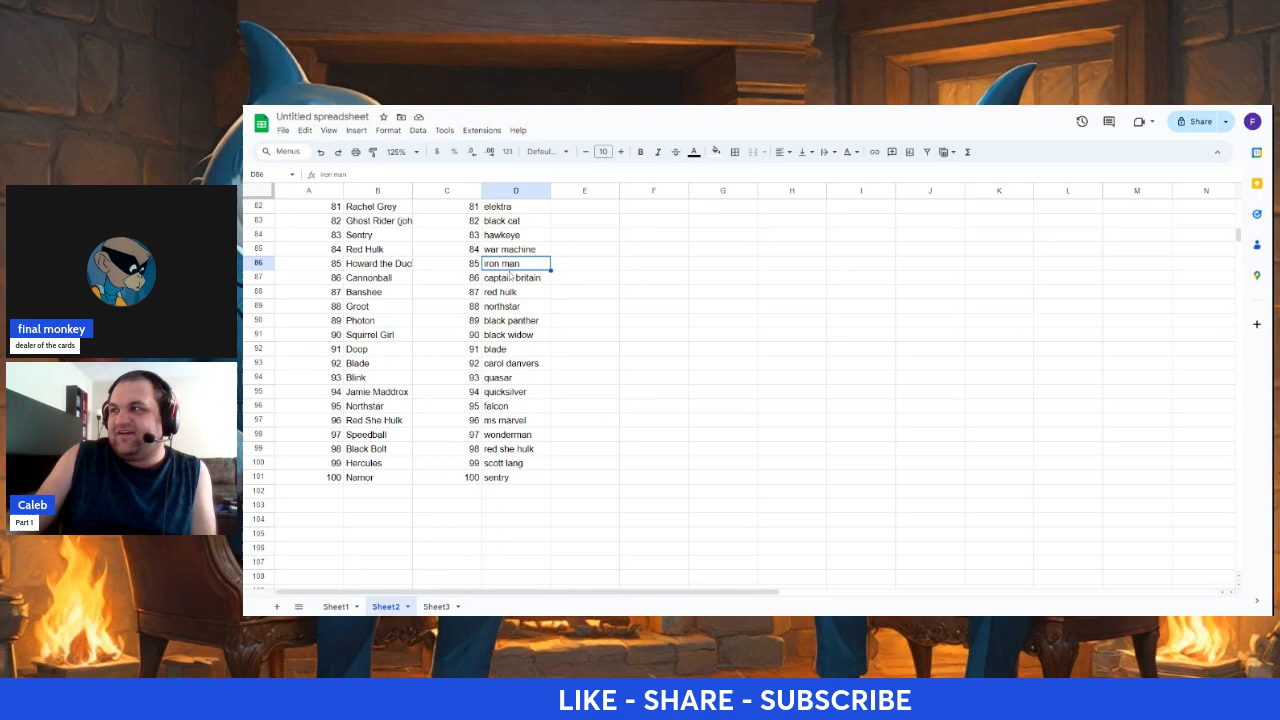 Untitled spreadsheet
File Edit View Insert Format Data Tools Extensions Help
Share
F
Menus 125% $ % .0 .00 123 Defaul... 10 B I A
D86 fx iron man
A B C D E F G H I J K L M N
82 81 Rachel Grey 81 elektra
83 82 Ghost Rider (joh 82 black cat
84 83 Sentry 83 hawkeye
85 84 Red Hulk 84 war machine
86 85 Howard the Duc 85 iron man
87 86 Cannonball 86 captain britain
88 87 Banshee 87 red hulk
89 88 Groot 88 northstar
90 89 Photon 89 black panther
91 90 Squirrel Girl 90 black widow
92 91 Doop 91 blade
93 92 Blade 92 carol danvers
94 93 Blink 93 quasar
95 94 Jamie Maddrox 94 quicksilver
96 95 Northstar 95 falcon
97 96 Red She Hulk 96 ms marvel
98 97 Speedball 97 wonderman
99 98 Black Bolt 98 red she hulk
100 99 Hercules 99 scott lang
101 100 Namor 100 sentry
102
103
104
105
106
107
108
Sheet1 Sheet2 Sheet3
final monkey
dealer of the cards
Caleb
Part 1
LIKE - SHARE - SUBSCRIBE